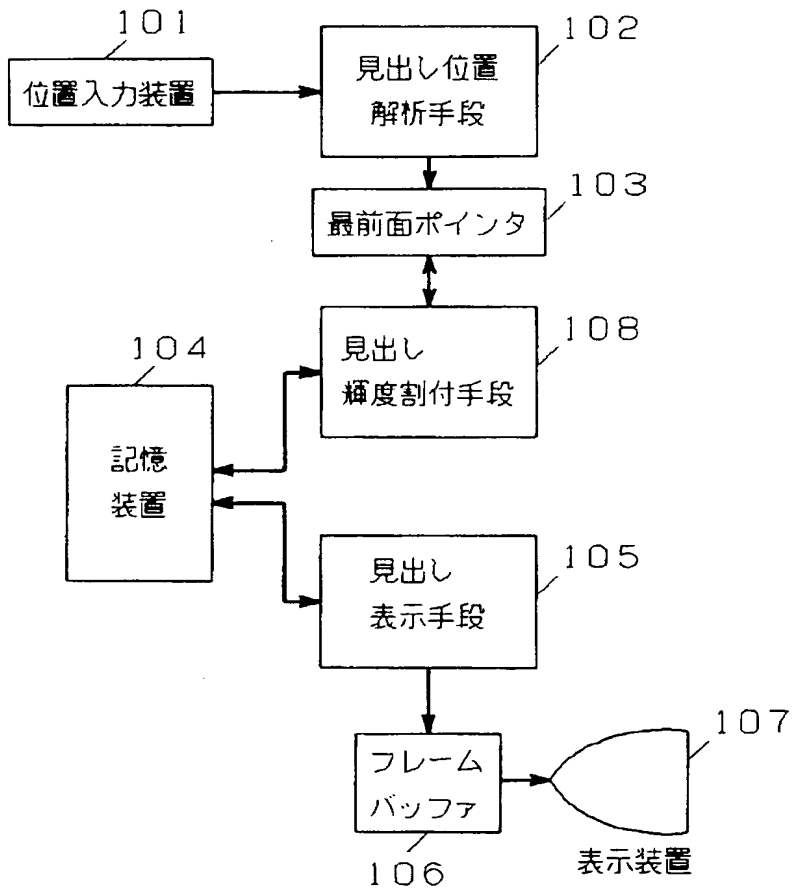 101
位置入力装置
102
見出し位置
解析手段
103
最前面ポインタ
108
見出し
輝度割付手段
104
記憶
装置
105
見出し
表示手段
106
フレーム
バッファ
107
表示装置